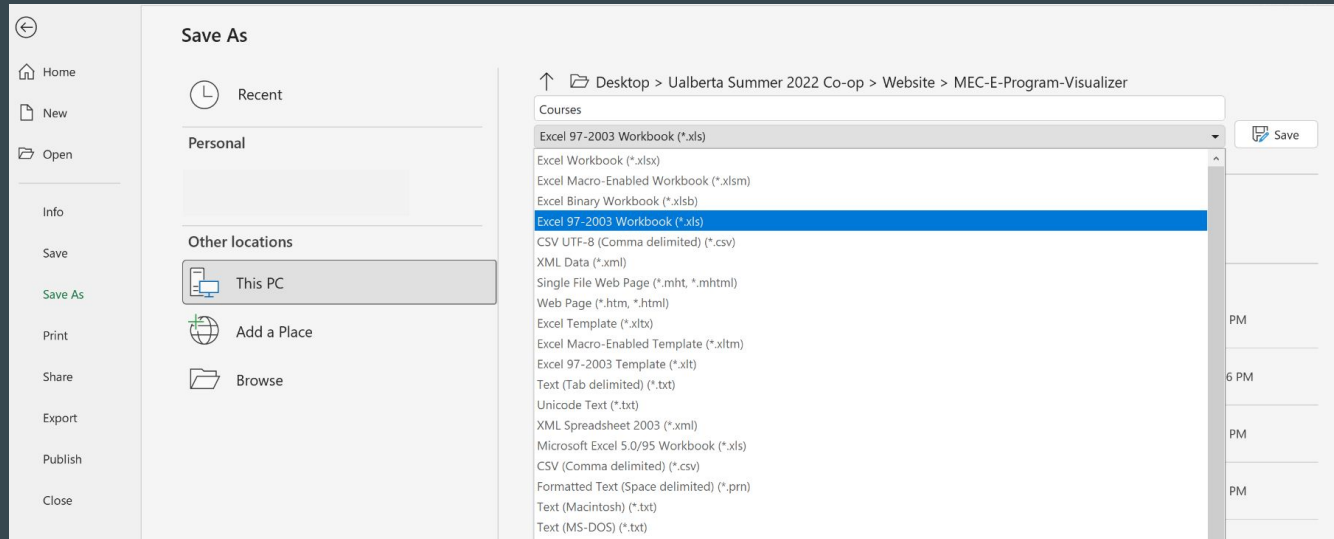 Save As
Home
New
Open
Info
Save
Save As
Print
Share
Export
Publish
Close
Recent
Personal
Other locations
This PC
Add a Place
Browse
Desktop > Ualberta Summer 2022 Co-op > Website > MEC-E-Program-Visualizer
Courses
Excel 97-2003 Workbook (*.xls)
Save
Excel Workbook (*.xlsx)
Excel Macro-Enabled Workbook (*.xlsm)
Excel Binary Workbook (*.xlsb)
Excel 97-2003 Workbook (*.xls)
CSV UTF-8 (Comma delimited) (*.csv)
XML Data (*.xml)
Single File Web Page (*.mht, *.mhtml)
Web Page (*.htm, *.html)
Excel Template (*.xltx)
Excel Macro-Enabled Template (*.xltm)
Excel 97-2003 Template (*.xlt)
Text (Tab delimited) (*.txt)
Unicode Text (*.txt)
XML Spreadsheet 2003 (*.xml)
Microsoft Excel 5.0/95 Workbook (*.xls)
CSV (Comma delimited) (*.csv)
Formatted Text (Space delimited) (*.prn)
Text (Macintosh) (*.txt)
Text (MS-DOS) (*.txt)
PM
6 PM
PM
PM